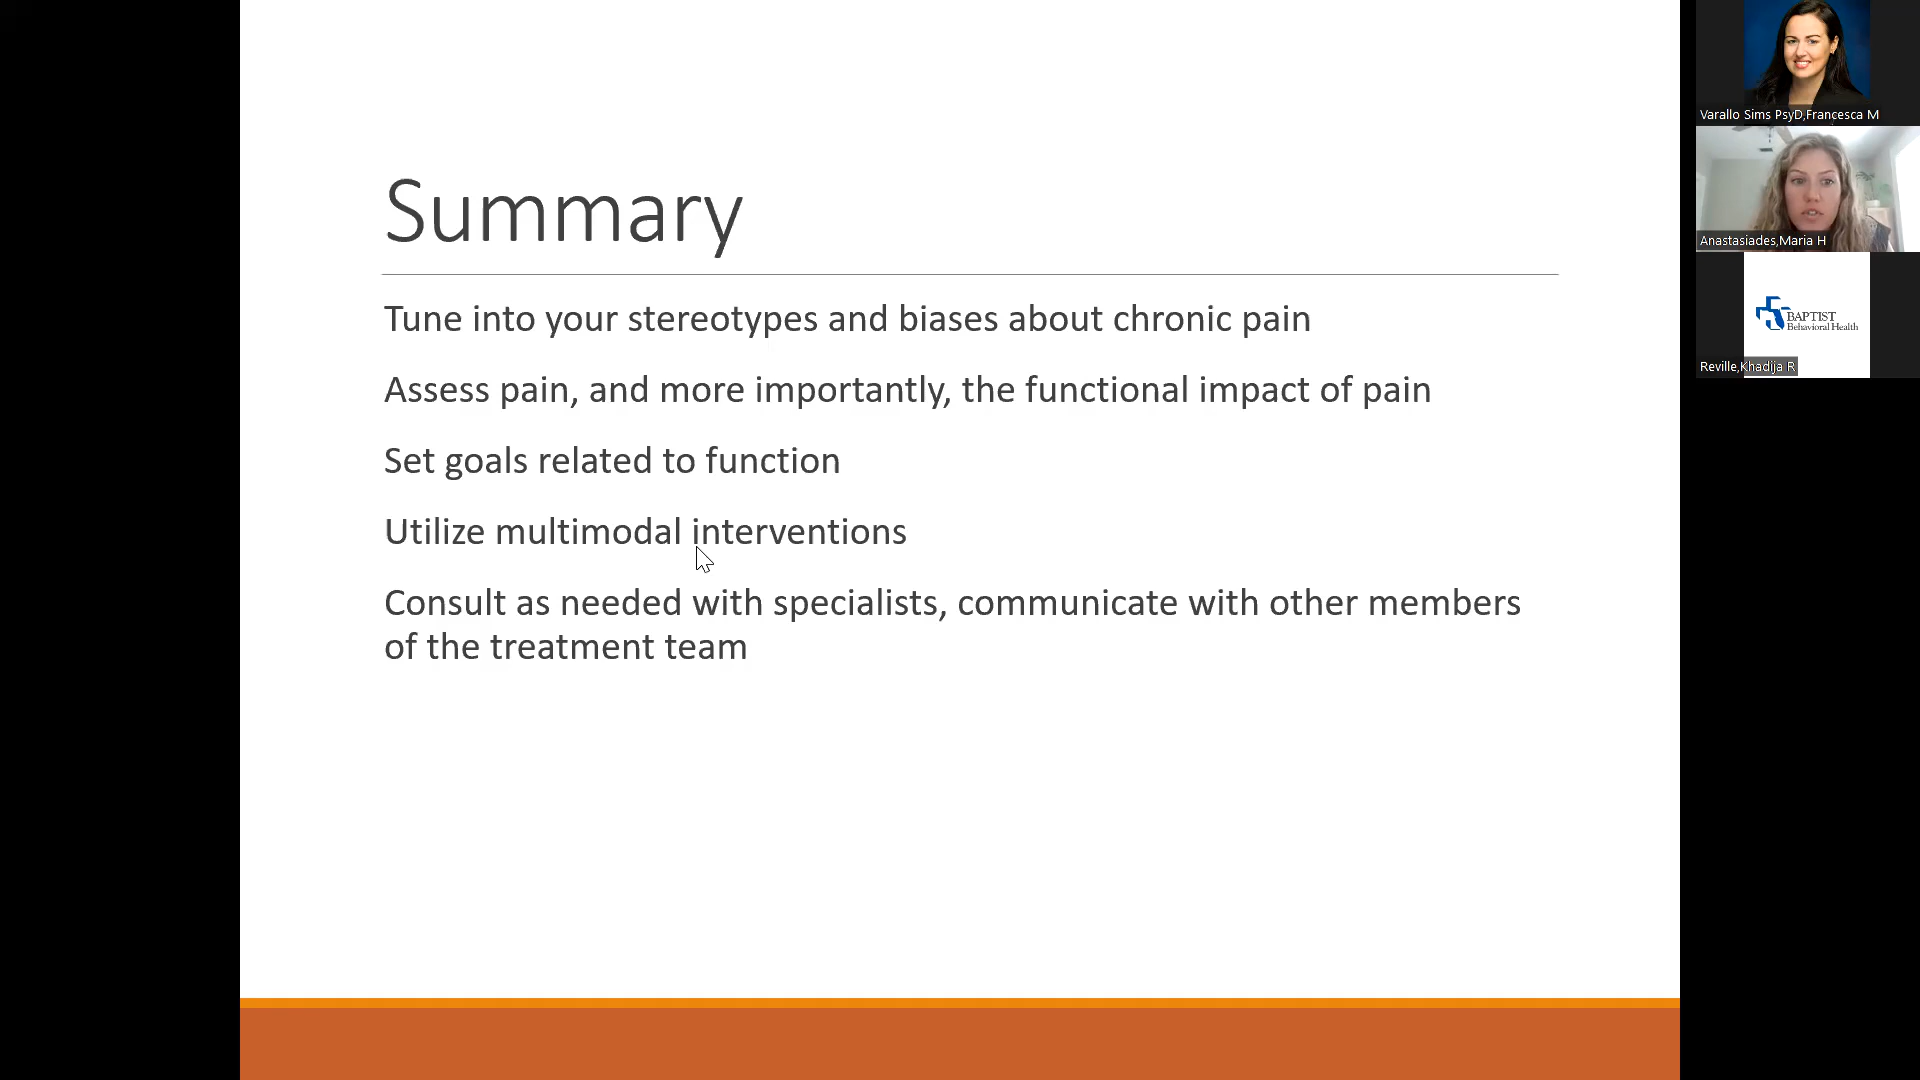 Summary
Tune into your stereotypes and biases about chronic pain
Assess pain, and more importantly, the functional impact of pain
Set goals related to function
Utilize multimodal interventions
Consult as needed with specialists, communicate with other members
of the treatment team
Varallo Sims PsyD,Francesca M
Anastasiades,Maria H
BAPTIST
Behavioral Health
Reville,Khadija R